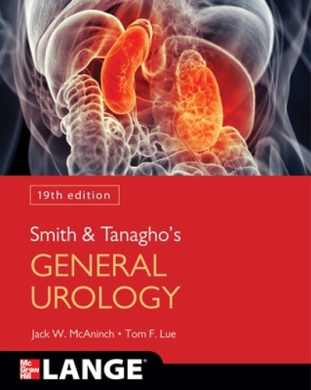 19th edition
Smith & Tanagho's
GENERAL
UROLOGY
Jack W. McAninch • Tom F. Lue
Mc
Graw
Hill
LANGE®